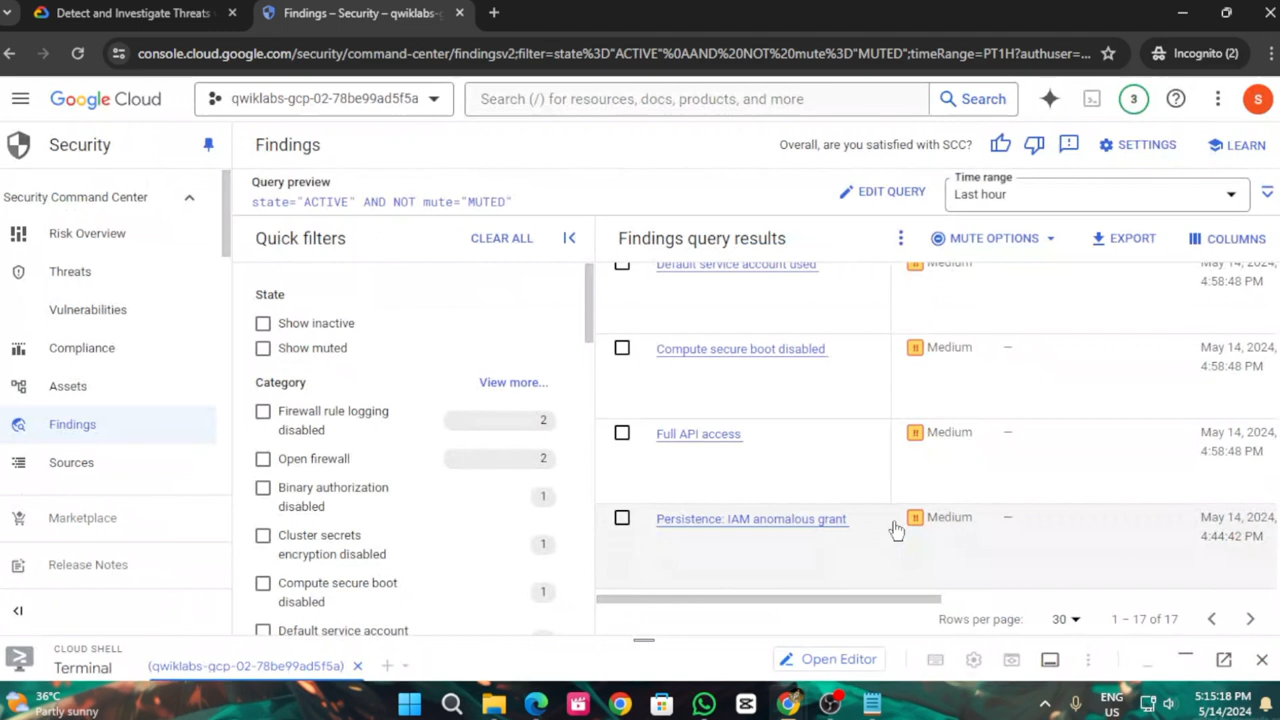 Detect and Investigate Threats
Findings – Security – qwiklabs-
console.cloud.google.com/security/command-center/findingsv2;filter=state%3D"ACTIVE"%0AAND%20NOT%20mute%3D"MUTED";timeRange=PT1H?authuser=...
Incognito (2)
Google Cloud
qwiklabs-gcp-02-78be99ad5f5a
Search (/) for resources, docs, products, and more
Search
3
S
Security
Findings
Overall, are you satisfied with SCC?
SETTINGS
LEARN
Security Command Center
Risk Overview
Threats
Vulnerabilities
Compliance
Assets
Findings
Sources
Marketplace
Release Notes
Query preview
state="ACTIVE" AND NOT mute="MUTED"
EDIT QUERY
Time range
Last hour
Quick filters
CLEAR ALL
State
Show inactive
Show muted
Category
View more...
Firewall rule logging
disabled
2
Open firewall
2
Binary authorization
disabled
1
Cluster secrets
encryption disabled
1
Compute secure boot
disabled
1
Default service account
Findings query results
MUTE OPTIONS
EXPORT
COLUMNS
Default service account used
Medium
4:58:48 PM
Compute secure boot disabled
Medium
–
May 14, 2024,
4:58:48 PM
Full API access
Medium
–
May 14, 2024,
4:58:48 PM
Persistence: IAM anomalous grant
Medium
–
May 14, 2024,
4:44:42 PM
Rows per page:
30
1 – 17 of 17
CLOUD SHELL
Terminal
(qwiklabs-gcp-02-78be99ad5f5a)
Open Editor
36°C
Partly sunny
ENG
US
5:15:18 PM
5/14/2024